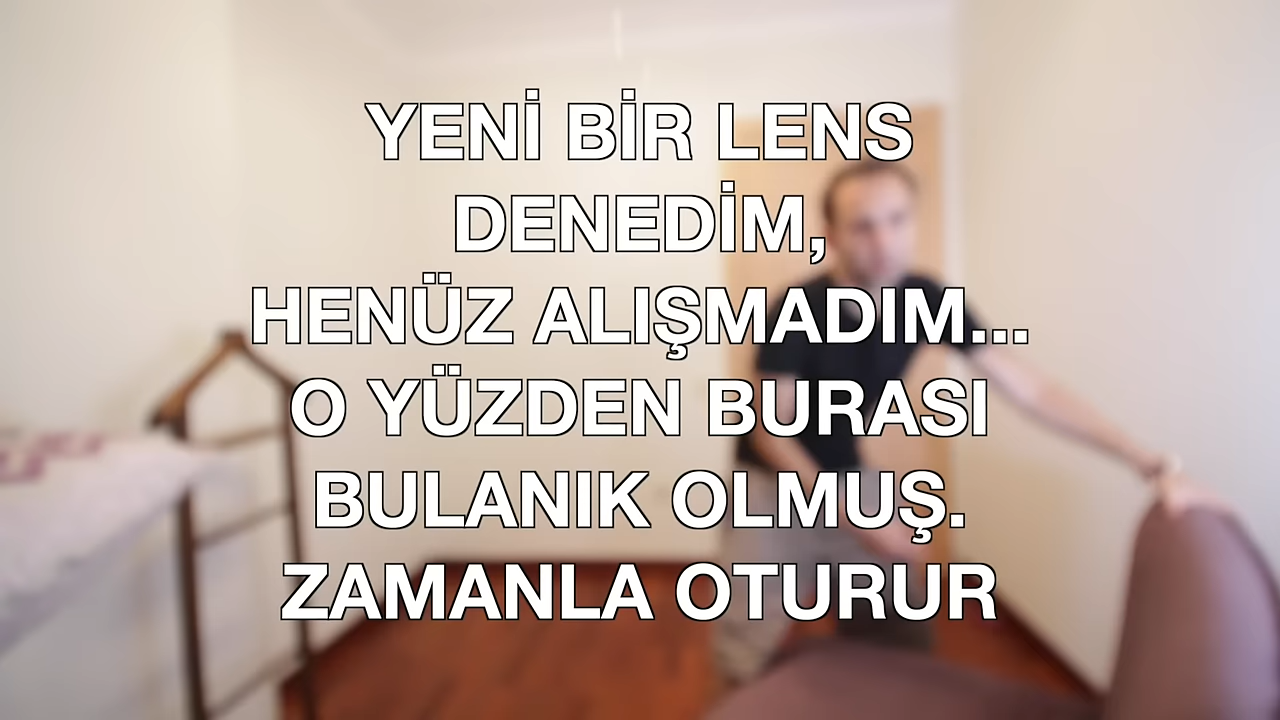 YENİ BİR LENS
DENEDİM,
HENÜZ ALIŞMADIM...
O YÜZDEN BURASI
BULANIK OLMUŞ.
ZAMANLA OTURUR